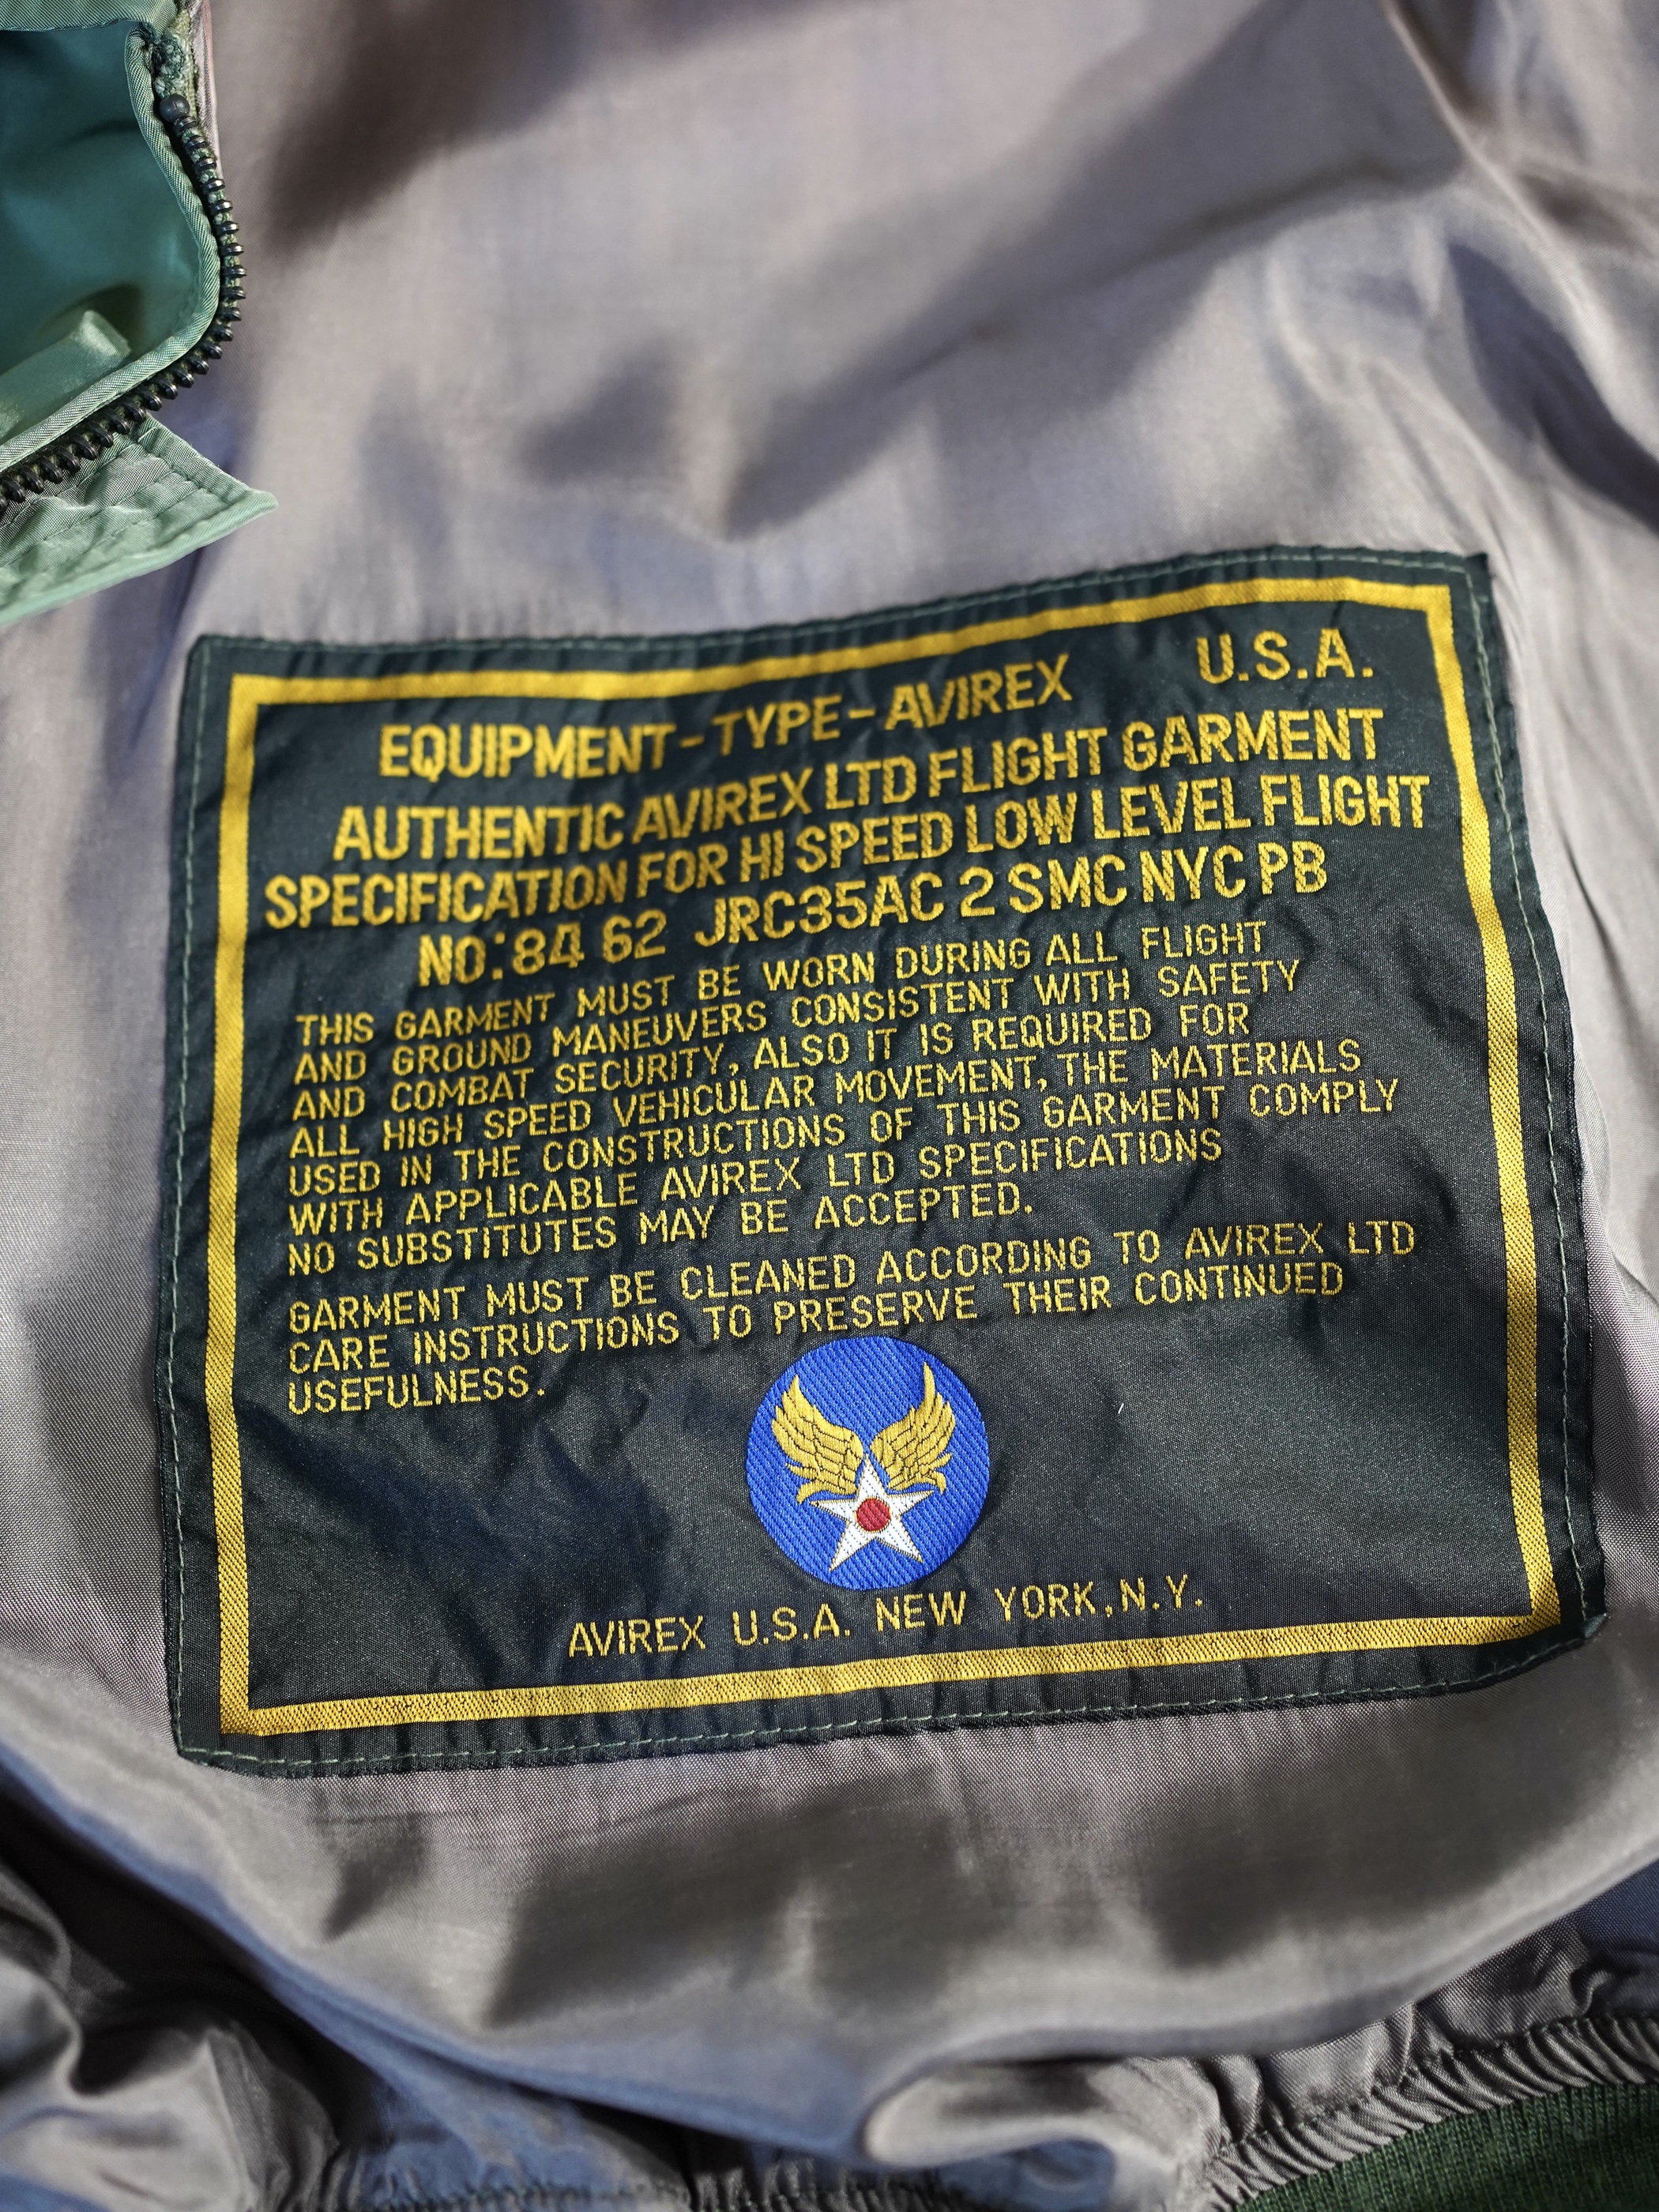 U.S.A.
EQUIPMENT-TYPE-AVIREX
AUTHENTIC AVIREX LTD FLIGHT GARMENT
SPECIFICATION FOR HI SPEED LOW LEVEL FLIGHT
NO:84 62 JRC35AC 2 SMC NYC PB
THIS GARMENT MUST BE WORN DURING ALL FLIGHT
AND GROUND MANEUVERS CONSISTENT WITH SAFETY
AND COMBAT SECURITY, ALSO IT IS REQUIRED FOR
ALL HIGH SPEED VEHICULAR MOVEMENT, THE MATERIALS
USED IN THE CONSTRUCTIONS OF THIS GARMENT COMPLY
WITH APPLICABLE AVIREX LTD SPECIFICATIONS
NO SUBSTITUTES MAY BE ACCEPTED.
GARMENT MUST BE CLEANED ACCORDING TO AVIREX LTD
CARE INSTRUCTIONS TO PRESERVE THEIR CONTINUED
USEFULNESS.
AVIREX U.S.A. NEW YORK, N.Y.